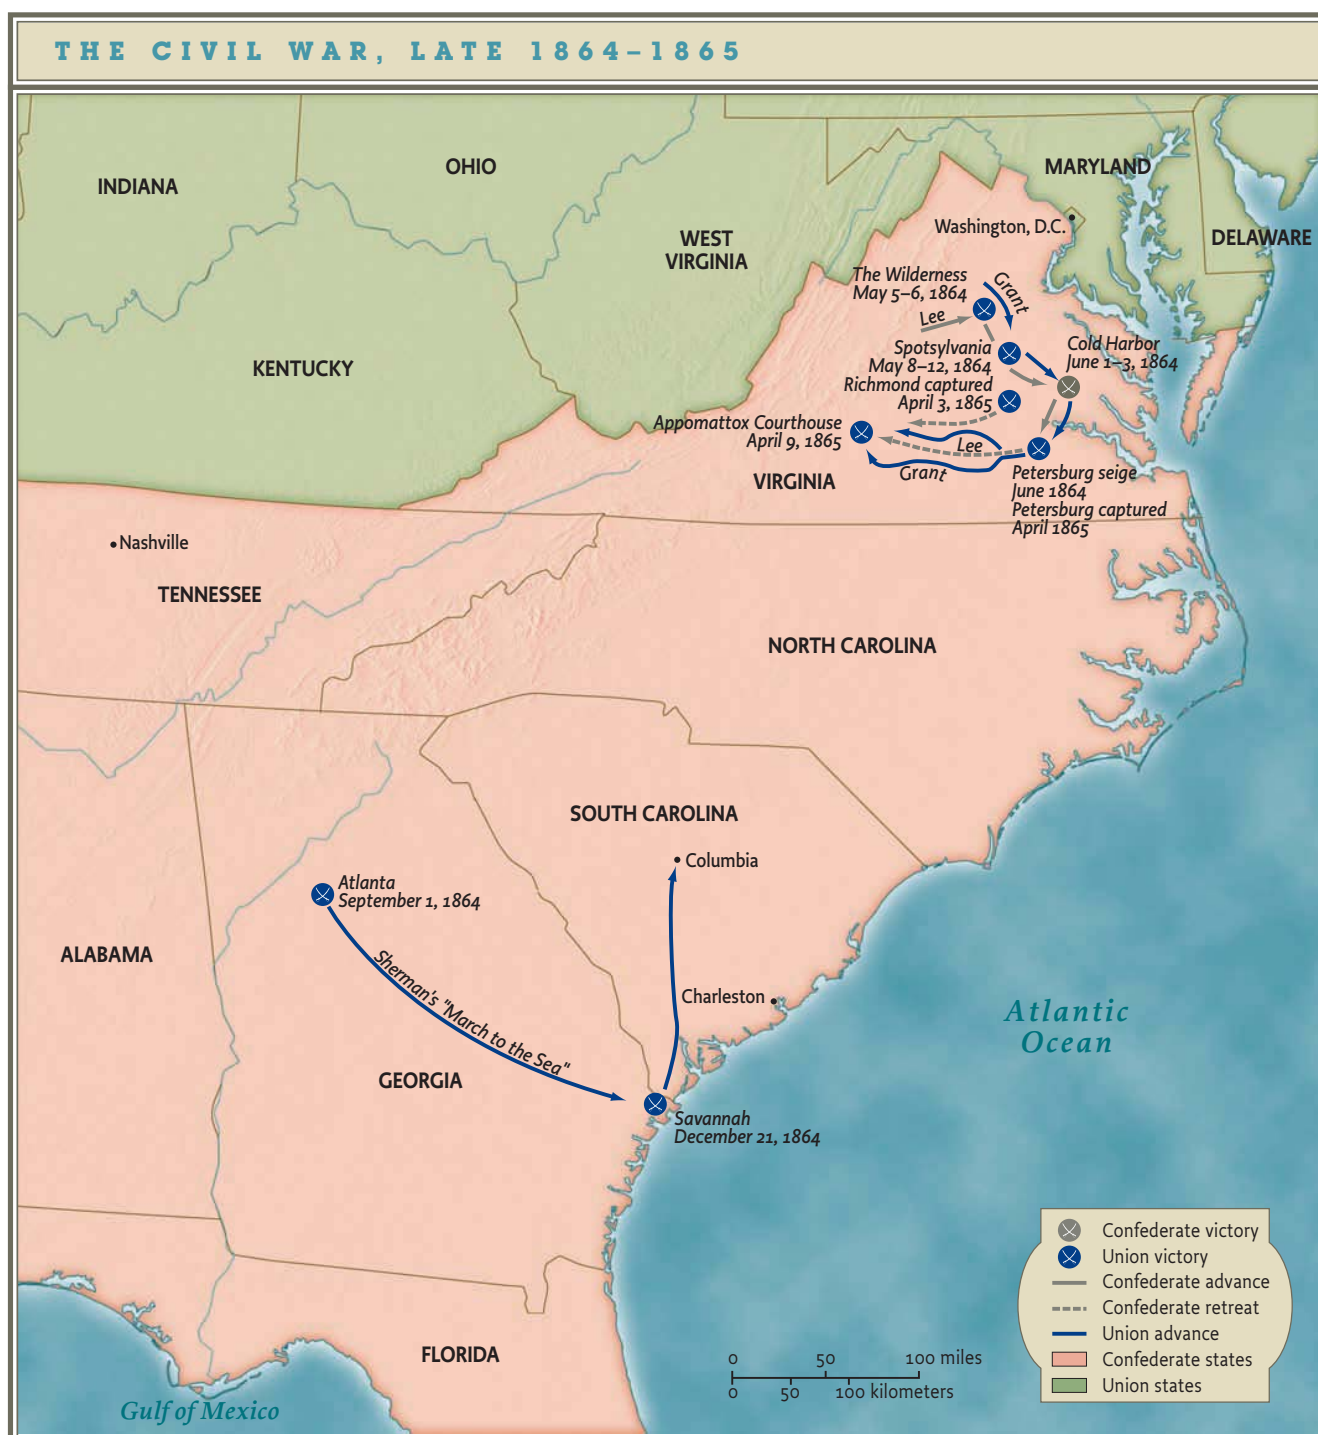 THE CIVIL WAR, LATE 1864–1865
INDIANA
OHIO
WEST
VIRGINIA
MARYLAND
DELAWARE
Washington, D.C.
KENTUCKY
The Wilderness
May 5–6, 1864
Grant
Lee
Spotsylvania
May 8–12, 1864
Cold Harbor
June 1–3, 1864
Richmond captured
April 3, 1865
Appomattox Courthouse
April 9, 1865
Lee
Grant
VIRGINIA
Petersburg seige
June 1864
Petersburg captured
April 1865
Nashville
TENNESSEE
NORTH CAROLINA
SOUTH CAROLINA
Columbia
Atlanta
September 1, 1864
ALABAMA
Sherman's "March to the Sea"
Charleston
GEORGIA
Savannah
December 21, 1864
Atlantic
Ocean
FLORIDA
Gulf of Mexico
0 50 100 miles
0 50 100 kilometers
Confederate victory
Union victory
Confederate advance
Confederate retreat
Union advance
Confederate states
Union states